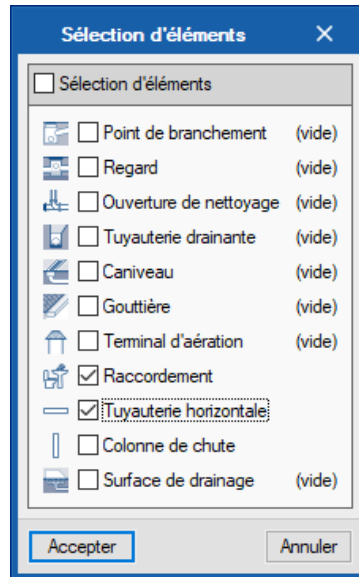 Sélection d'éléments
Sélection d'éléments
Point de branchement (vide)
Regard (vide)
Ouverture de nettoyage (vide)
Tuyauterie drainante (vide)
Caniveau (vide)
Gouttière (vide)
Terminal d'aération (vide)
Raccordement
Tuyauterie horizontale
Colonne de chute
Surface de drainage (vide)
Accepter Annuler